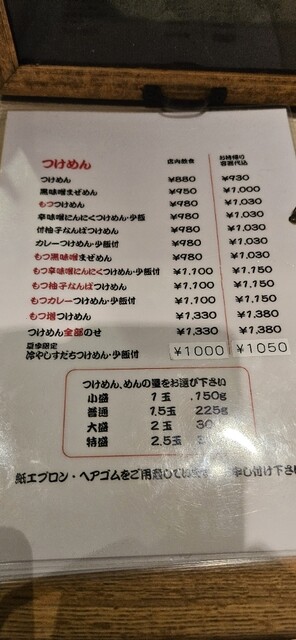 つけめん 店内飲食 お持帰り 容器代込
つけめん ¥880 ¥930
黒味噌まぜめん ¥950 ¥1,000
もつつけめん ¥980 ¥1,030
辛味噌にんにくつけめん・少飯 ¥980 ¥1,030
付柚子なんばつけめん ¥980 ¥1,030
カレーつけめん・少飯付 ¥980 ¥1,030
もつ黒味噌まぜめん ¥980 ¥1,030
もつ辛味噌にんにくつけめん・少飯付 ¥1,100 ¥1,150
もつ柚子なんばつけめん ¥1,100 ¥1,150
もつカレーつけめん・少飯付 ¥1,100 ¥1,150
もつ増つけめん ¥1,330 ¥1,380
つけめん全部のせ ¥1,330 ¥1,380
夏季限定
冷やしすだちつけめん・少飯付 ¥1000 ¥1050
つけめん、めんの量をお選び下さい
小盛 1玉 150g
普通 1.5玉 225g
大盛 2玉 30
特盛 2.5玉
紙エプロン・ヘアゴムをご用意して 申し付け下さい